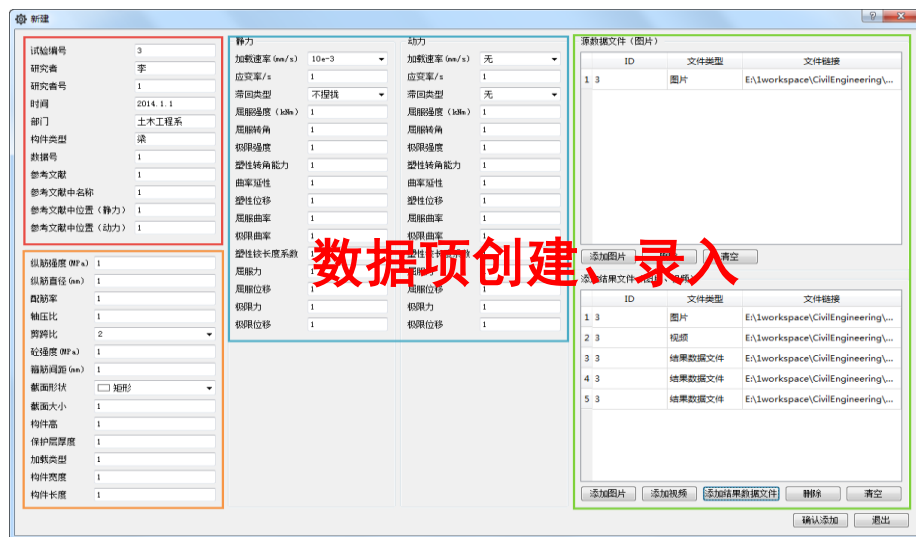 新建
试验编号 3
研究者 李
研究者号 1
时间 2014.1.1
部门 土木工程系
构件类型 梁
数据号 1
参考文献 1
参考文献中名称 1
参考文献中位置(静力) 1
参考文献中位置(动力) 1
纵筋强度(MPa) 1
纵筋直径(mm) 1
配筋率 1
轴压比 1
剪跨比 2
砼强度(MPa) 1
箍筋间距(mm) 1
截面形状 矩形
截面大小 1
构件高 1
保护层厚度 1
加载类型 1
构件宽度 1
构件长度 1
静力
加载速率(mm/s) 10e-3
应变率/s 1
滞回类型 不捏拢
屈服强度(kNm) 1
屈服转角 1
极限强度 1
塑性转角能力 1
曲率延性 1
塑性位移 1
屈服曲率 1
极限曲率 1
塑性铰长度系数
屈服力
屈服位移 1
极限力 1
极限位移 1
动力
加载速率(mm/s) 无
应变率/s 1
滞回类型 无
屈服强度(kNm) 1
屈服转角 1
极限强度 1
塑性转角能力 1
曲率延性 1
塑性位移 1
屈服曲率 1
极限曲率 1
屈服位移 1
极限力 1
极限位移 1
数据项创建、录入
源数据文件(图片)
ID 文件类型 文件链接
1 3 图片 E:\1workspace\CivilEngineering\...
添加图片 清空
ID 文件类型 文件链接
1 3 图片 E:\1workspace\CivilEngineering\...
2 3 视频 E:\1workspace\CivilEngineering\...
3 3 结果数据文件 E:\1workspace\CivilEngineering\...
4 3 结果数据文件 E:\1workspace\CivilEngineering\...
5 3 结果数据文件 E:\1workspace\CivilEngineering\...
添加图片 添加视频 添加结果数据文件 删除 清空
确认添加 退出